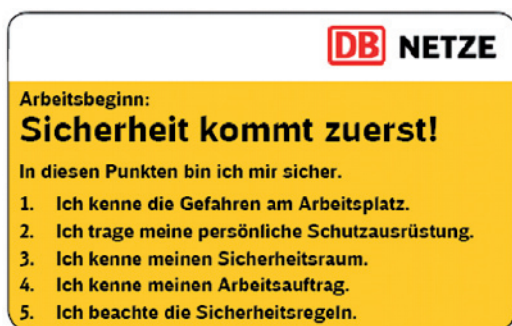 DB NETZE
Arbeitsbeginn:
Sicherheit kommt zuerst!
In diesen Punkten bin ich mir sicher.
1. Ich kenne die Gefahren am Arbeitsplatz.
2. Ich trage meine persönliche Schutzausrüstung.
3. Ich kenne meinen Sicherheitsraum.
4. Ich kenne meinen Arbeitsauftrag.
5. Ich beachte die Sicherheitsregeln.